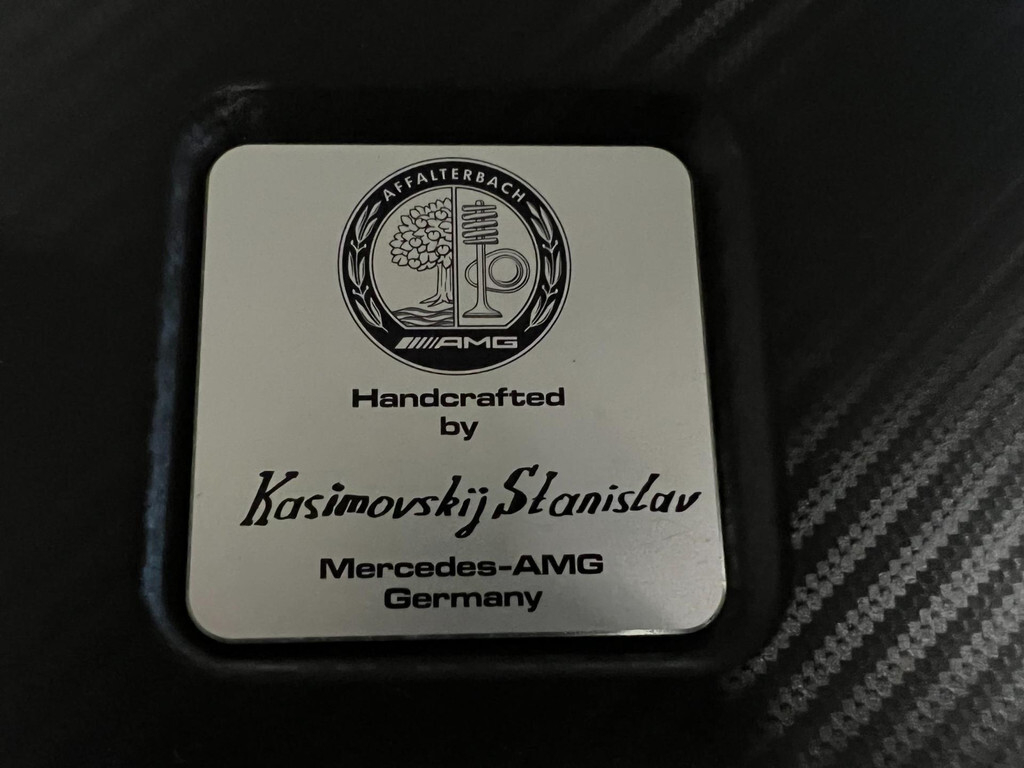 AFFALTERBACH
AMG
Handcrafted
by
Kasimovskij Stanislav
Mercedes-AMG
Germany